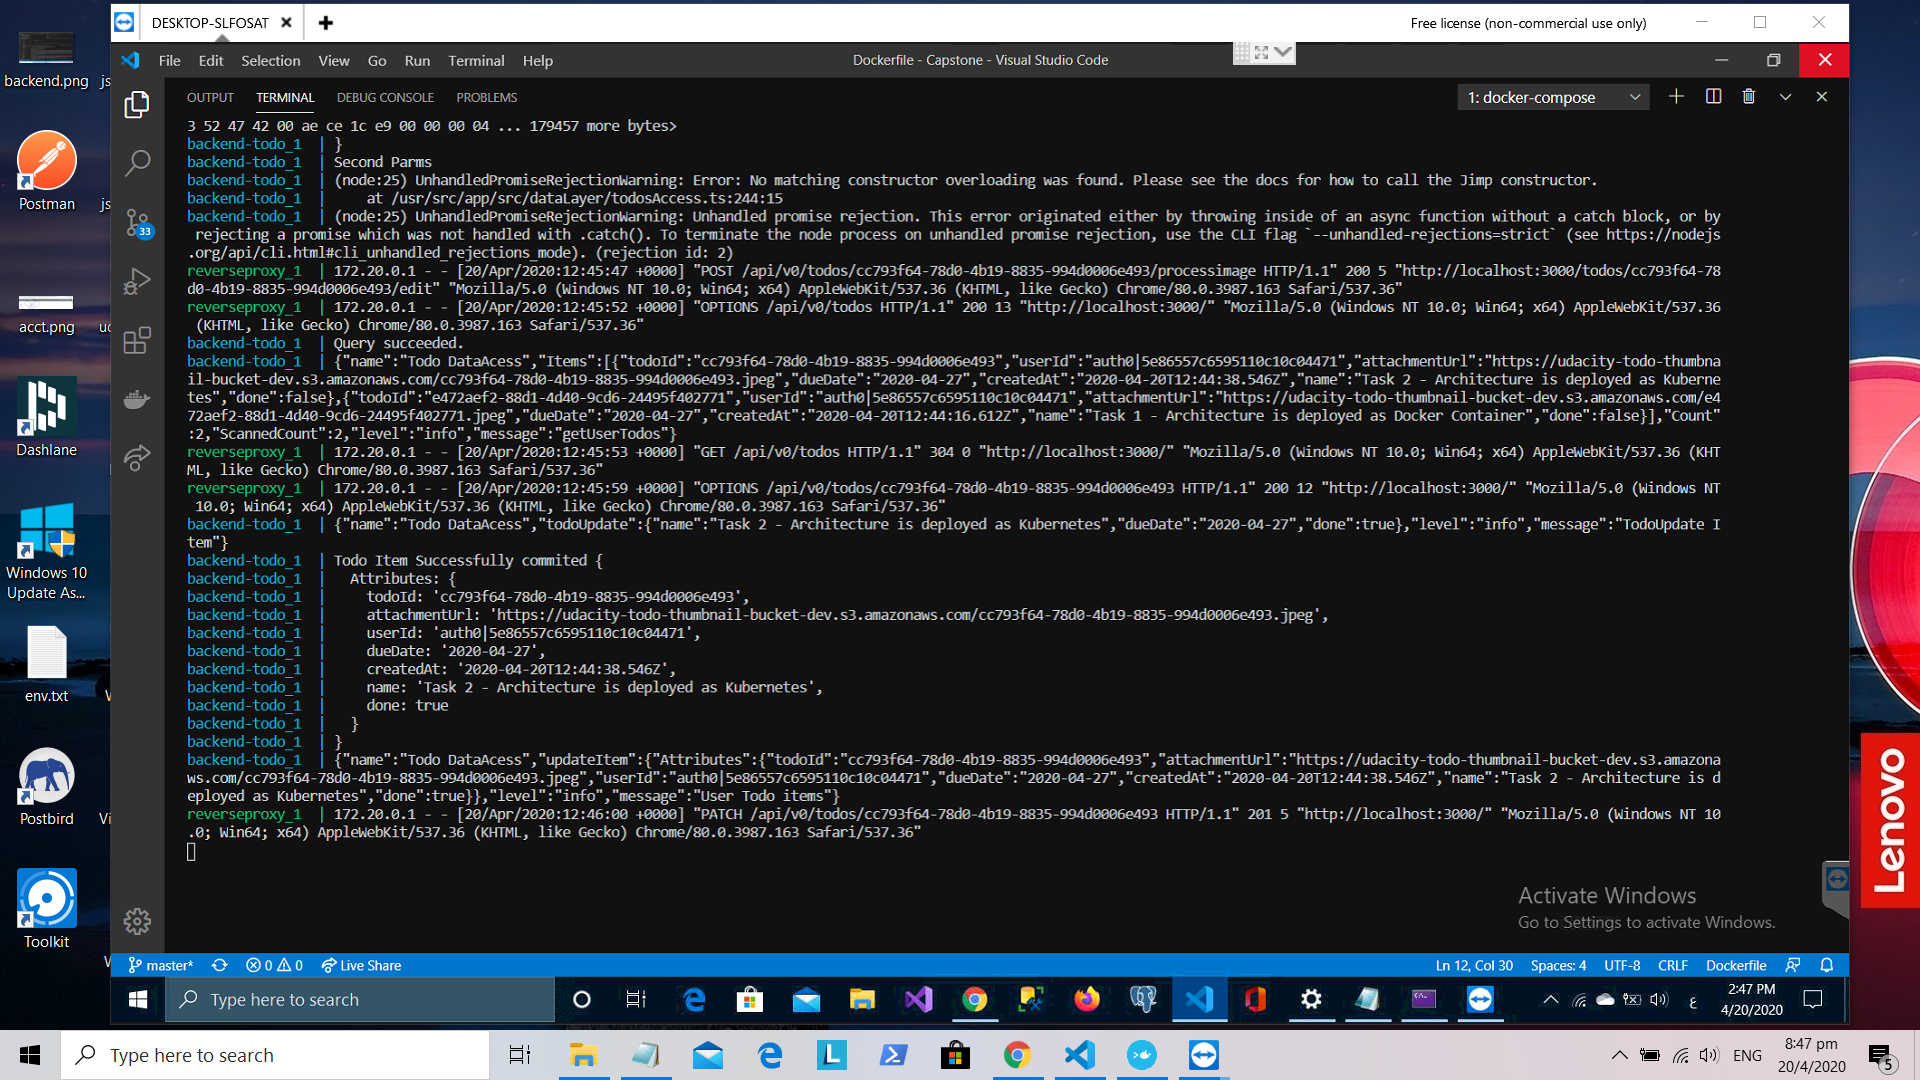 DESKTOP-SLFOSAT
Free license (non-commercial use only)
File Edit Selection View Go Run Terminal Help
Dockerfile - Capstone - Visual Studio Code
OUTPUT TERMINAL DEBUG CONSOLE PROBLEMS
1: docker-compose
3 52 47 42 00 ae ce 1c e9 00 00 00 04 ... 179457 more bytes>
backend-todo_1 | }
backend-todo_1 | Second Parms
backend-todo_1 | (node:25) UnhandledPromiseRejectionWarning: Error: No matching constructor overloading was found. Please see the docs for how to call the Jimp constructor.
backend-todo_1 | at /usr/src/app/src/dataLayer/todosAccess.ts:244:15
backend-todo_1 | (node:25) UnhandledPromiseRejectionWarning: Unhandled promise rejection. This error originated either by throwing inside of an async function without a catch block, or by
rejecting a promise which was not handled with .catch(). To terminate the node process on unhandled promise rejection, use the CLI flag `--unhandled-rejections=strict` (see https://nodejs
.org/api/cli.html#cli_unhandled_rejections_mode). (rejection id: 2)
reverseproxy_1 | 172.20.0.1 - - [20/Apr/2020:12:45:47 +0000] "POST /api/v0/todos/cc793f64-78d0-4b19-8835-994d0006e493/processimage HTTP/1.1" 200 5 "http://localhost:3000/todos/cc793f64-78
d0-4b19-8835-994d0006e493/edit" "Mozilla/5.0 (Windows NT 10.0; Win64; x64) AppleWebKit/537.36 (KHTML, like Gecko) Chrome/80.0.3987.163 Safari/537.36"
reverseproxy_1 | 172.20.0.1 - - [20/Apr/2020:12:45:52 +0000] "OPTIONS /api/v0/todos HTTP/1.1" 200 13 "http://localhost:3000/" "Mozilla/5.0 (Windows NT 10.0; Win64; x64) AppleWebKit/537.36
(KHTML, like Gecko) Chrome/80.0.3987.163 Safari/537.36"
backend-todo_1 | Query succeeded.
backend-todo_1 | {"name":"Todo DataAcess","Items":[{"todoId":"cc793f64-78d0-4b19-8835-994d0006e493","userId":"auth0|5e86557c6595110c10c04471","attachmentUrl":"https://udacity-todo-thumbna
il-bucket-dev.s3.amazonaws.com/cc793f64-78d0-4b19-8835-994d0006e493.jpeg","dueDate":"2020-04-27","createdAt":"2020-04-20T12:44:38.546Z","name":"Task 2 - Architecture is deployed as Kuberne
tes","done":false},{"todoId":"e472aef2-88d1-4d40-9cd6-24495f402771","userId":"auth0|5e86557c6595110c10c04471","attachmentUrl":"https://udacity-todo-thumbnail-bucket-dev.s3.amazonaws.com/e4
72aef2-88d1-4d40-9cd6-24495f402771.jpeg","dueDate":"2020-04-27","createdAt":"2020-04-20T12:44:16.612Z","name":"Task 1 - Architecture is deployed as Docker Container","done":false}],"Count"
:2,"ScannedCount":2,"level":"info","message":"getUserTodos"}
reverseproxy_1 | 172.20.0.1 - - [20/Apr/2020:12:45:53 +0000] "GET /api/v0/todos HTTP/1.1" 304 0 "http://localhost:3000/" "Mozilla/5.0 (Windows NT 10.0; Win64; x64) AppleWebKit/537.36 (KHT
ML, like Gecko) Chrome/80.0.3987.163 Safari/537.36"
reverseproxy_1 | 172.20.0.1 - - [20/Apr/2020:12:45:59 +0000] "OPTIONS /api/v0/todos/cc793f64-78d0-4b19-8835-994d0006e493 HTTP/1.1" 200 12 "http://localhost:3000/" "Mozilla/5.0 (Windows NT
10.0; Win64; x64) AppleWebKit/537.36 (KHTML, like Gecko) Chrome/80.0.3987.163 Safari/537.36"
backend-todo_1 | {"name":"Todo DataAcess","todoUpdate":{"name":"Task 2 - Architecture is deployed as Kubernetes","dueDate":"2020-04-27","done":true},"level":"info","message":"TodoUpdate I
tem"}
backend-todo_1 | Todo Item Successfully commited {
backend-todo_1 | Attributes: {
backend-todo_1 | todoId: 'cc793f64-78d0-4b19-8835-994d0006e493',
backend-todo_1 | attachmentUrl: 'https://udacity-todo-thumbnail-bucket-dev.s3.amazonaws.com/cc793f64-78d0-4b19-8835-994d0006e493.jpeg',
backend-todo_1 | userId: 'auth0|5e86557c6595110c10c04471',
backend-todo_1 | dueDate: '2020-04-27',
backend-todo_1 | createdAt: '2020-04-20T12:44:38.546Z',
backend-todo_1 | name: 'Task 2 - Architecture is deployed as Kubernetes',
backend-todo_1 | done: true
backend-todo_1 | }
backend-todo_1 | }
backend-todo_1 | {"name":"Todo DataAcess","updateItem":{"Attributes":{"todoId":"cc793f64-78d0-4b19-8835-994d0006e493","attachmentUrl":"https://udacity-todo-thumbnail-bucket-dev.s3.amazona
ws.com/cc793f64-78d0-4b19-8835-994d0006e493.jpeg","userId":"auth0|5e86557c6595110c10c04471","dueDate":"2020-04-27","createdAt":"2020-04-20T12:44:38.546Z","name":"Task 2 - Architecture is d
eployed as Kubernetes","done":true}},"level":"info","message":"User Todo items"}
reverseproxy_1 | 172.20.0.1 - - [20/Apr/2020:12:46:00 +0000] "PATCH /api/v0/todos/cc793f64-78d0-4b19-8835-994d0006e493 HTTP/1.1" 201 5 "http://localhost:3000/" "Mozilla/5.0 (Windows NT 10
.0; Win64; x64) AppleWebKit/537.36 (KHTML, like Gecko) Chrome/80.0.3987.163 Safari/537.36"
33
Activate Windows
Go to Settings to activate Windows.
master* 0 0 Live Share
Ln 12, Col 30 Spaces: 4 UTF-8 CRLF Dockerfile
Type here to search
ع
2:47 PM
4/20/2020
backend.png
js
Postman
js
acct.png
uc
Dashlane
Windows 10
Update As...
env.txt
W
Postbird
Vi
Toolkit
W
Lenovo
Type here to search
L
ENG
8:47 pm
20/4/2020
5